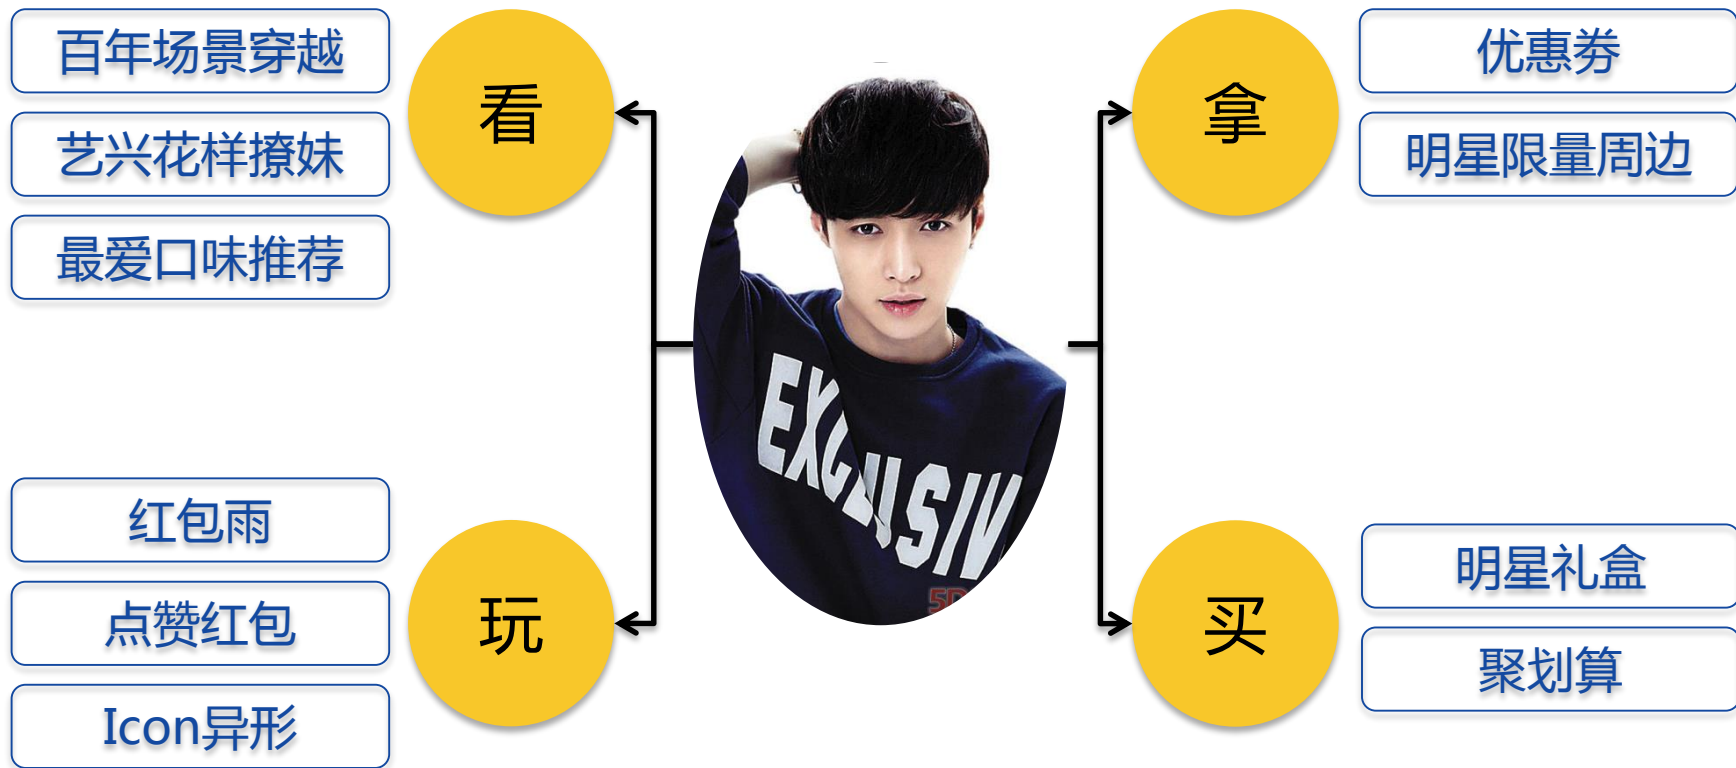 百年场景穿越
艺兴花样撩妹
最爱口味推荐
看
红包雨
点赞红包
Icon异形
玩
EXCLUSIV
拿
优惠劵
明星限量周边
买
明星礼盒
聚划算